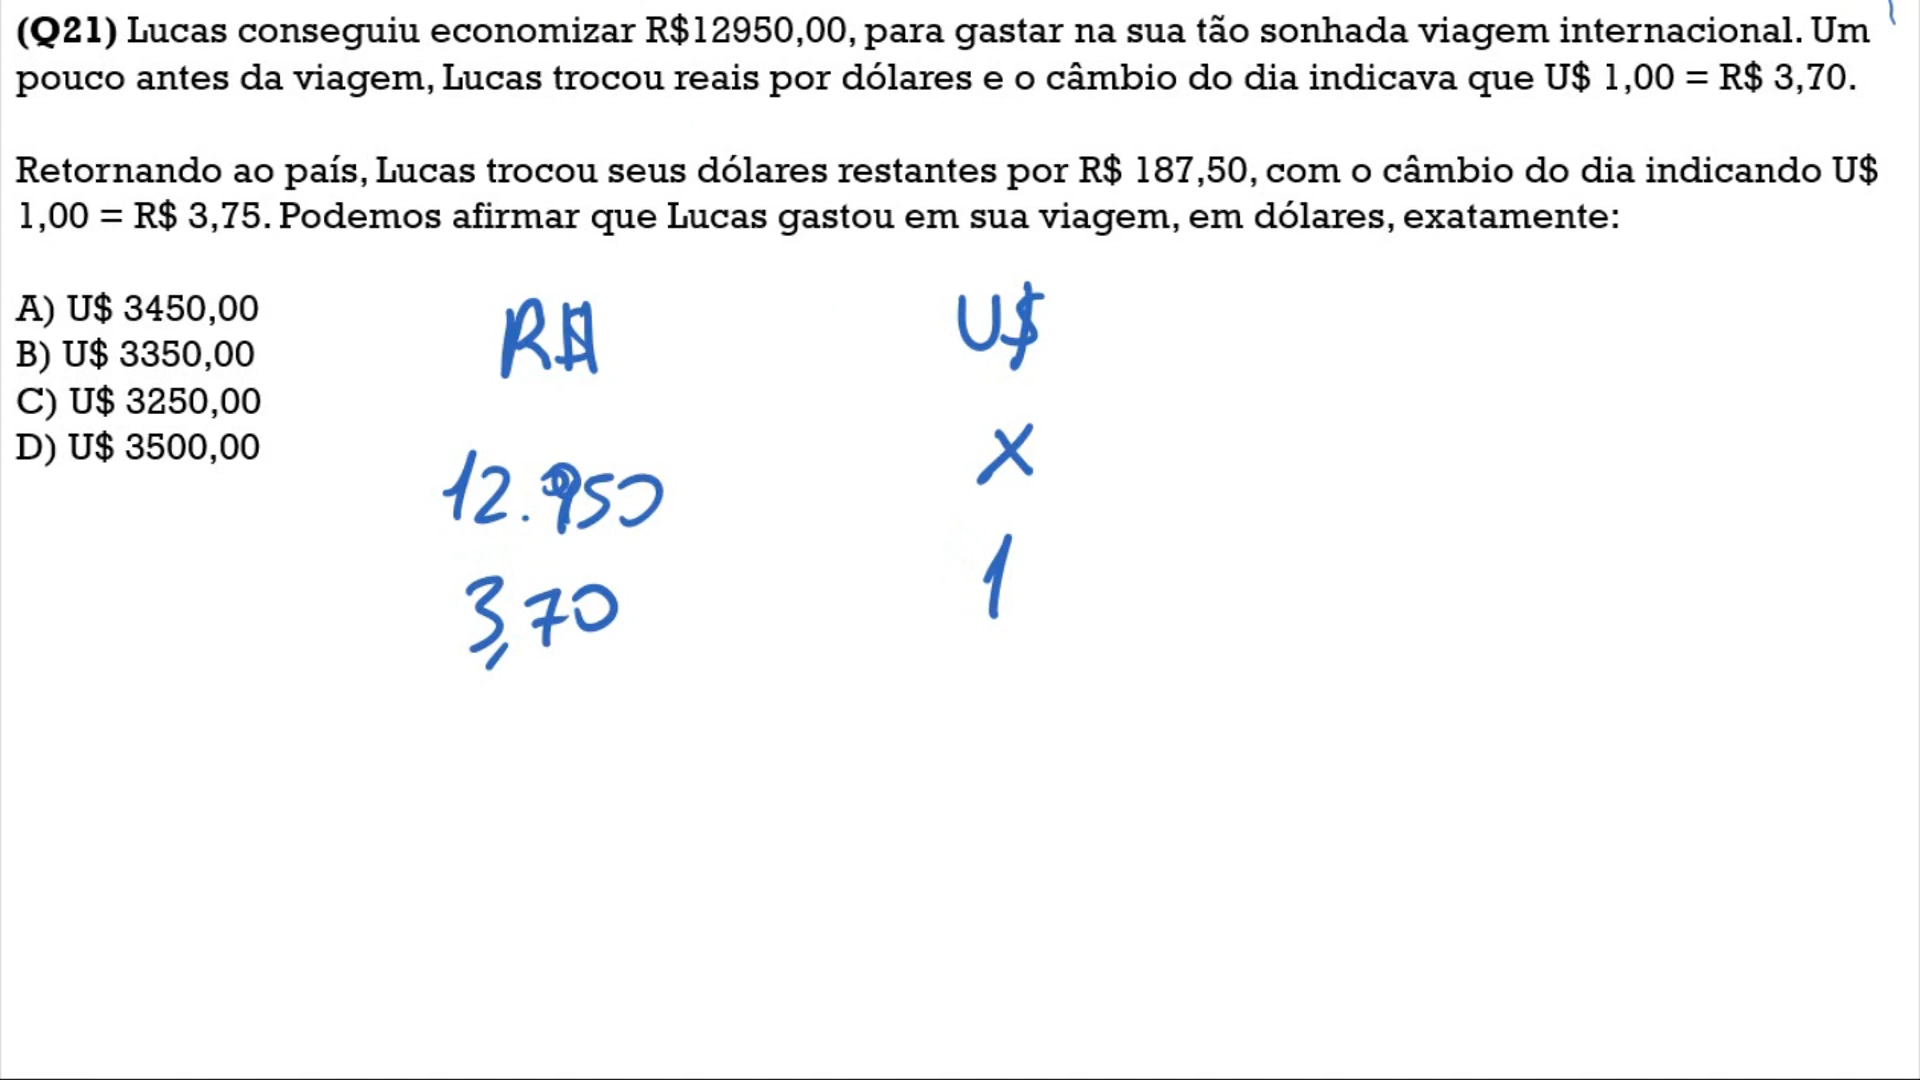 (Q21) Lucas conseguiu economizar R$12950,00, para gastar na sua tão sonhada viagem internacional. Um
pouco antes da viagem, Lucas trocou reais por dólares e o câmbio do dia indicava que U$ 1,00 = R$ 3,70.
Retornando ao país, Lucas trocou seus dólares restantes por R$ 187,50, com o câmbio do dia indicando U$
1,00 = R$ 3,75. Podemos afirmar que Lucas gastou em sua viagem, em dólares, exatamente:
A) U$ 3450,00
B) U$ 3350,00
C) U$ 3250,00
D) U$ 3500,00
R$ U$
12.950 x
3,70 1